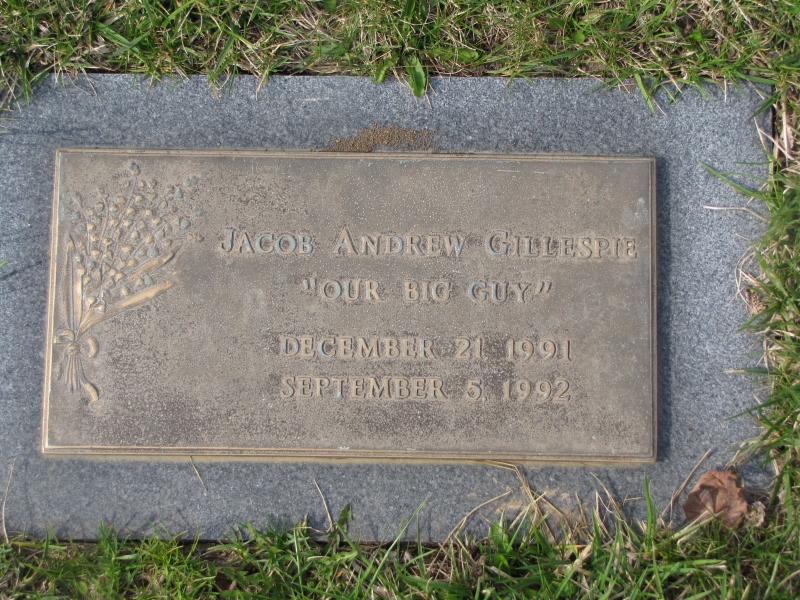 JACOB ANDREW GILLESPIE
"OUR BIG GUY"
DECEMBER 21 1991
SEPTEMBER 5, 1992